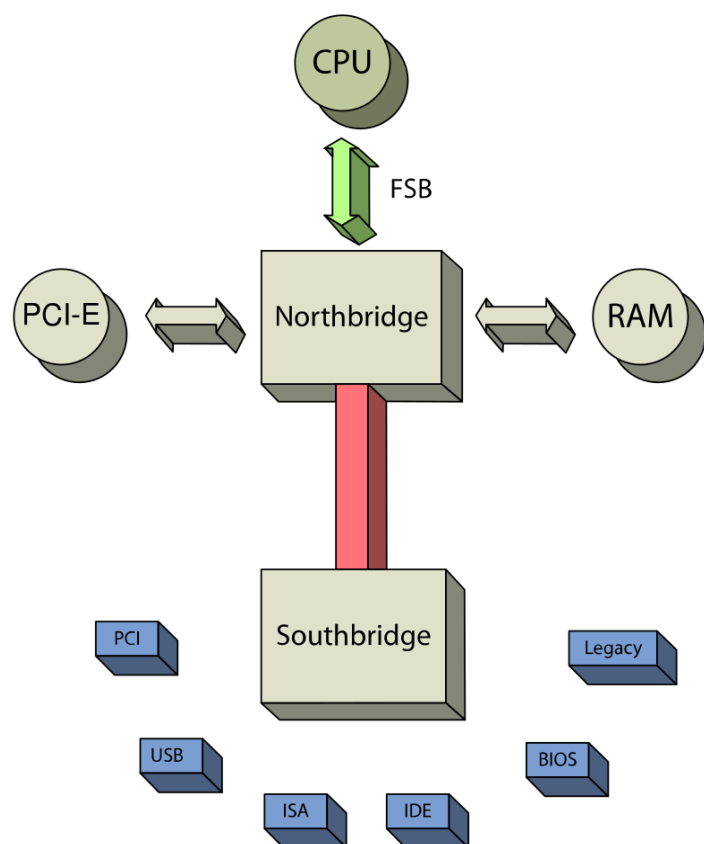 CPU
FSB
PCI-E
Northbridge
RAM
Southbridge
PCI
Legacy
USB
BIOS
ISA
IDE